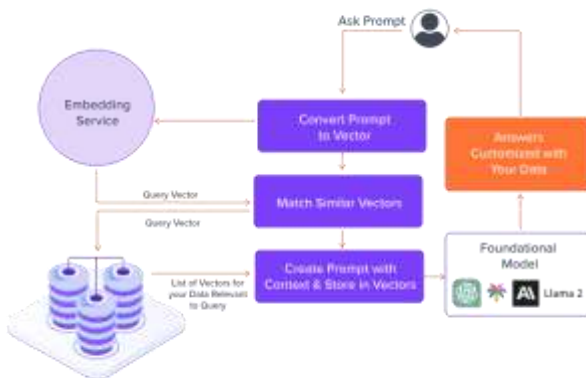 Ask Prompt
Embedding
Service
Convert Prompt
to Vector
Answers
Customized with
Your Data
Query Vector
Match Similar Vectors
Query Vector
Foundational
Model
Create Prompt with
Context & Store in Vectors
List of Vectors for
your Data Relevant
to Query
Llama 2